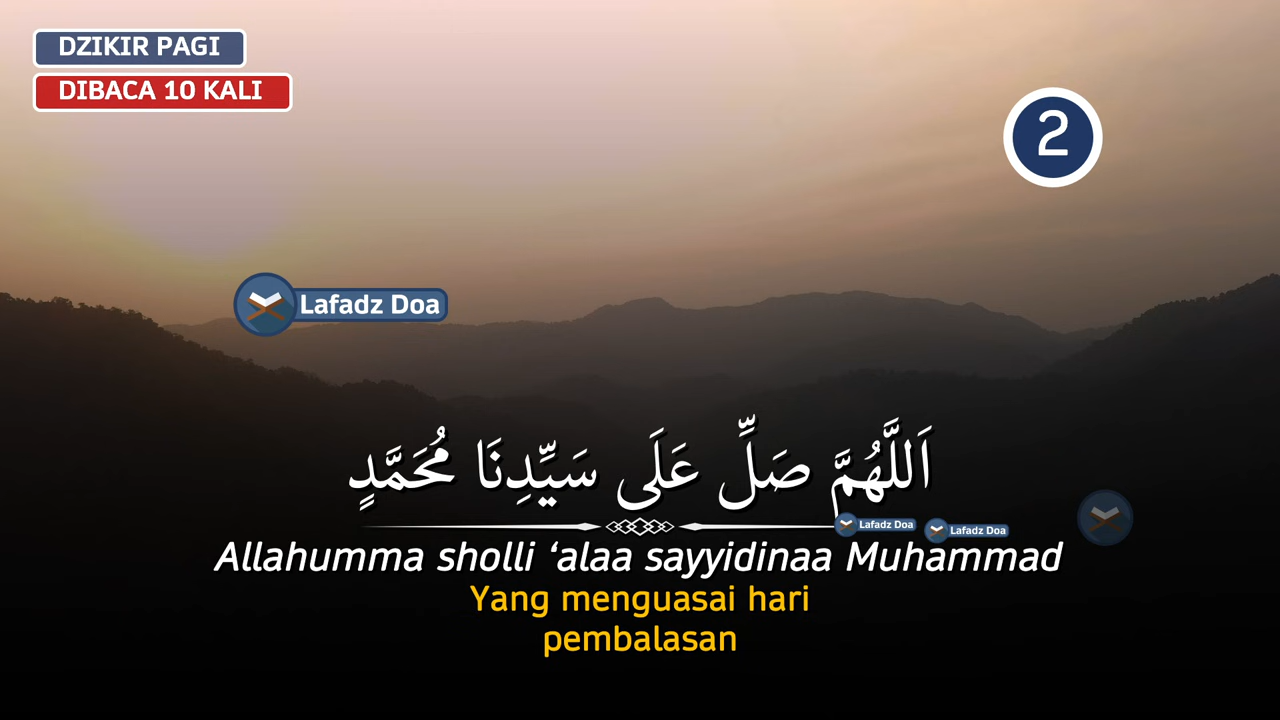 DZIKIR PAGI
DIBACA 10 KALI
2
Lafadz Doa
اَللَّهُمَّ صَلِّ عَلَى سَيِّدِنَا مُحَمَّدٍ
Lafadz Doa
Lafadz Doa
Allahumma sholli ‘alaa sayyidinaa Muhammad
Yang menguasai hari
pembalasan